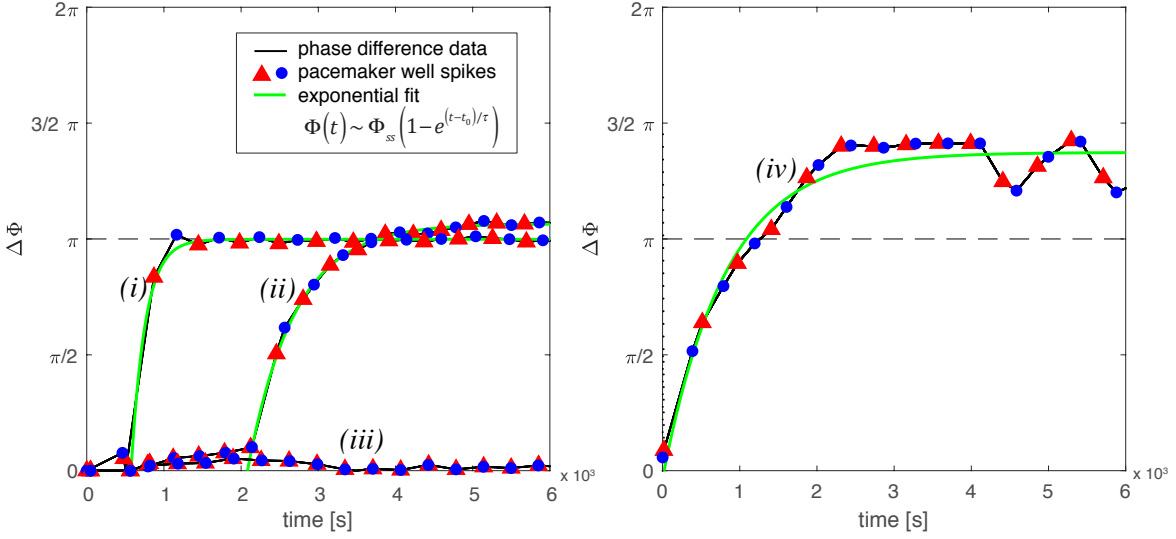 2π
3/2 π
π
π/2
0
ΔΦ
phase difference data
pacemaker well spikes
exponential fit
Φ(t) ~ Φss(1−e^(t−t0)/τ)
(i)
(ii)
(iii)
0 1 2 3 4 5 6
x 10³
time [s]
2π
3/2 π
π
π/2
0
ΔΦ
(iv)
0 1 2 3 4 5 6
x 10³
time [s]